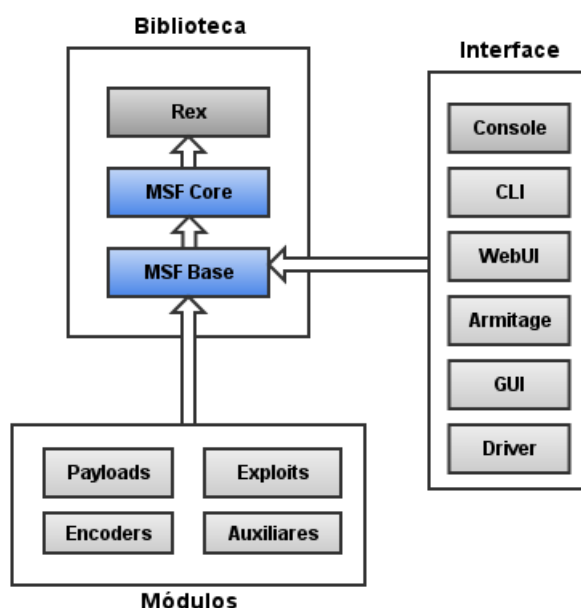 Biblioteca
Rex
MSF Core
MSF Base
Interface
Console
CLI
WebUI
Armitage
GUI
Driver
Payloads
Exploits
Encoders
Auxiliares
Módulos